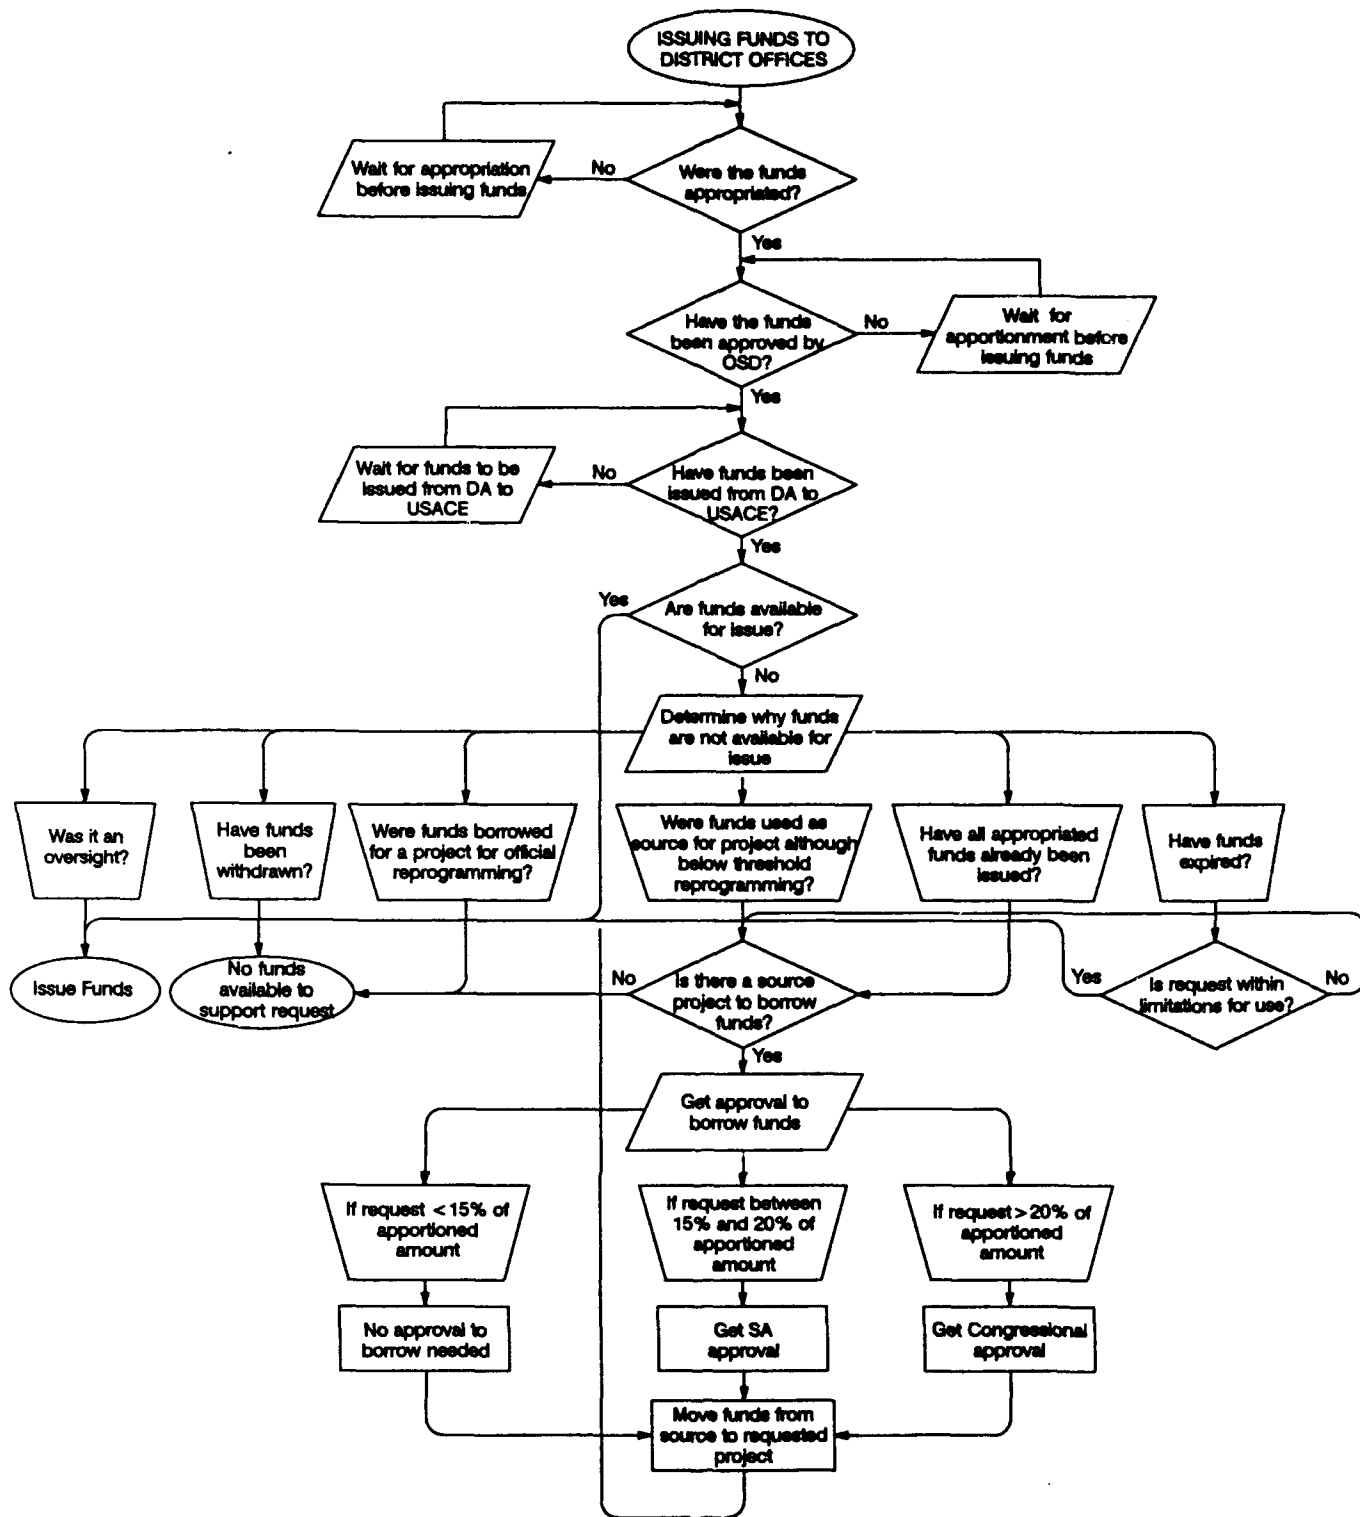 ISSUING FUNDS TO
DISTRICT OFFICES
Wait for appropriation
before issuing funds
No
Were the funds
appropriated?
Yes
Have the funds
been approved by
OSD?
No
Wait for
apportionment before
issuing funds
Yes
Wait for funds to be
issued from DA to
USACE
No
Have funds been
issued from DA to
USACE?
Yes
Yes
Are funds available
for issue?
No
Determine why funds
are not available for
issue
Was it an
oversight?
Have funds
been
withdrawn?
Were funds borrowed
for a project for official
reprogramming?
Were funds used as
source for project although
below threshold
reprogramming?
Have all appropriated
funds already been
issued?
Have funds
expired?
Issue Funds
No funds
available to
support request
No
Is there a source
project to borrow
funds?
Yes
Is request within
limitations for use?
No
Yes
Get approval to
borrow funds
If request < 15% of
apportioned
amount
If request between
15% and 20% of
apportioned
amount
If request > 20% of
apportioned
amount
No approval to
borrow needed
Get SA
approval
Get Congressional
approval
Move funds from
source to requested
project